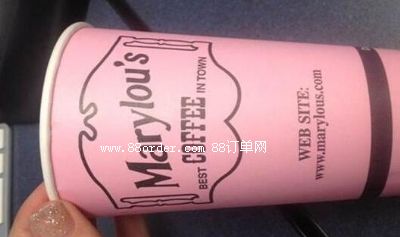 Marylou's
BEST COFFEE IN TOWN
WEB SITE:
www.marylous.com
www.88order.com 88订单网